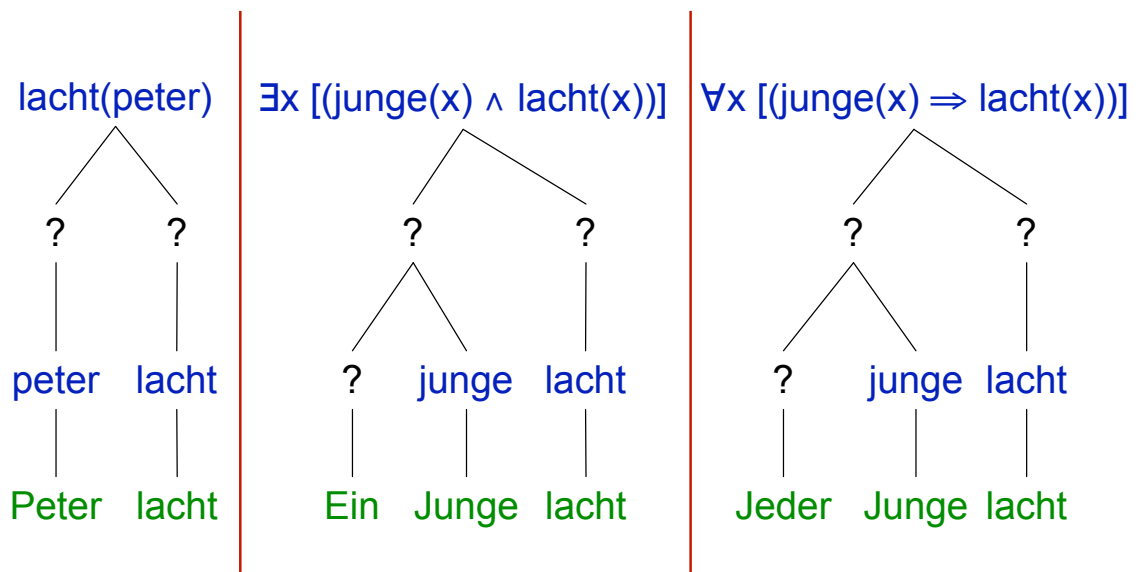 lacht(peter)
?
?
peter
lacht
Peter
lacht
∃x [(junge(x) ∧ lacht(x))]
?
?
?
junge
lacht
Ein
Junge
lacht
∀x [(junge(x) ⇒ lacht(x))]
?
?
?
junge
lacht
Jeder
Junge
lacht